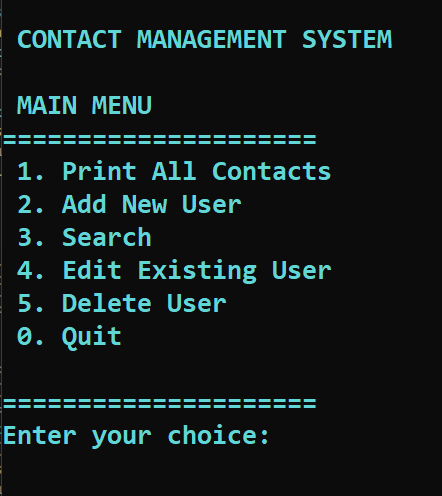 CONTACT MANAGEMENT SYSTEM
MAIN MENU
=====================
1. Print All Contacts
2. Add New User
3. Search
4. Edit Existing User
5. Delete User
0. Quit
=====================
Enter your choice: